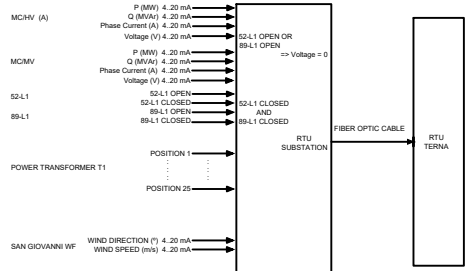 MC/HV (A)
P (MW) 4..20 mA
Q (MVAr) 4..20 mA
Phase Current (A) 4..20 mA
Voltage (V) 4..20 mA
MC/MV
P (MW) 4..20 mA
Q (MVAr) 4..20 mA
Phase Current (A) 4..20 mA
Voltage (V) 4..20 mA
52-L1
52-L1 OPEN
52-L1 CLOSED
89-L1
89-L1 OPEN
89-L1 CLOSED
POWER TRANSFORMER T1
POSITION 1
POSITION 25
SAN GIOVANNI WF
WIND DIRECTION (º) 4..20 mA
WIND SPEED (m/s) 4..20 mA
52-L1 OPEN OR
89-L1 OPEN
=> Voltage = 0
52-L1 CLOSED
AND
89-L1 CLOSED
RTU
SUBSTATION
FIBER OPTIC CABLE
RTU
TERNA